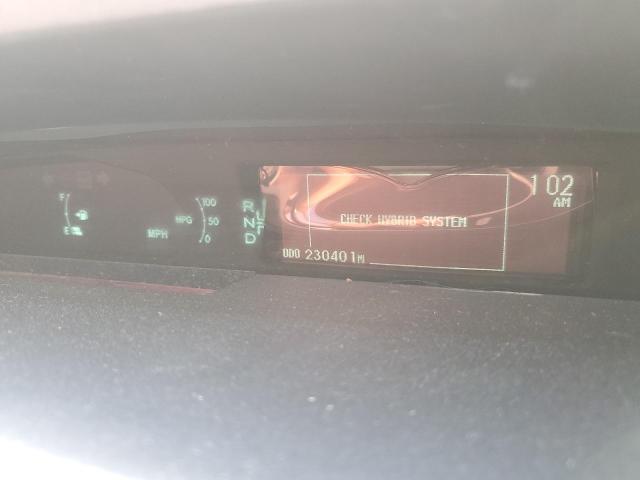 F
E
MPH
MPG
100
50
0
R
N
D
CHECK HYBRID SYSTEM
ODO 230401 MI
1 02
AM